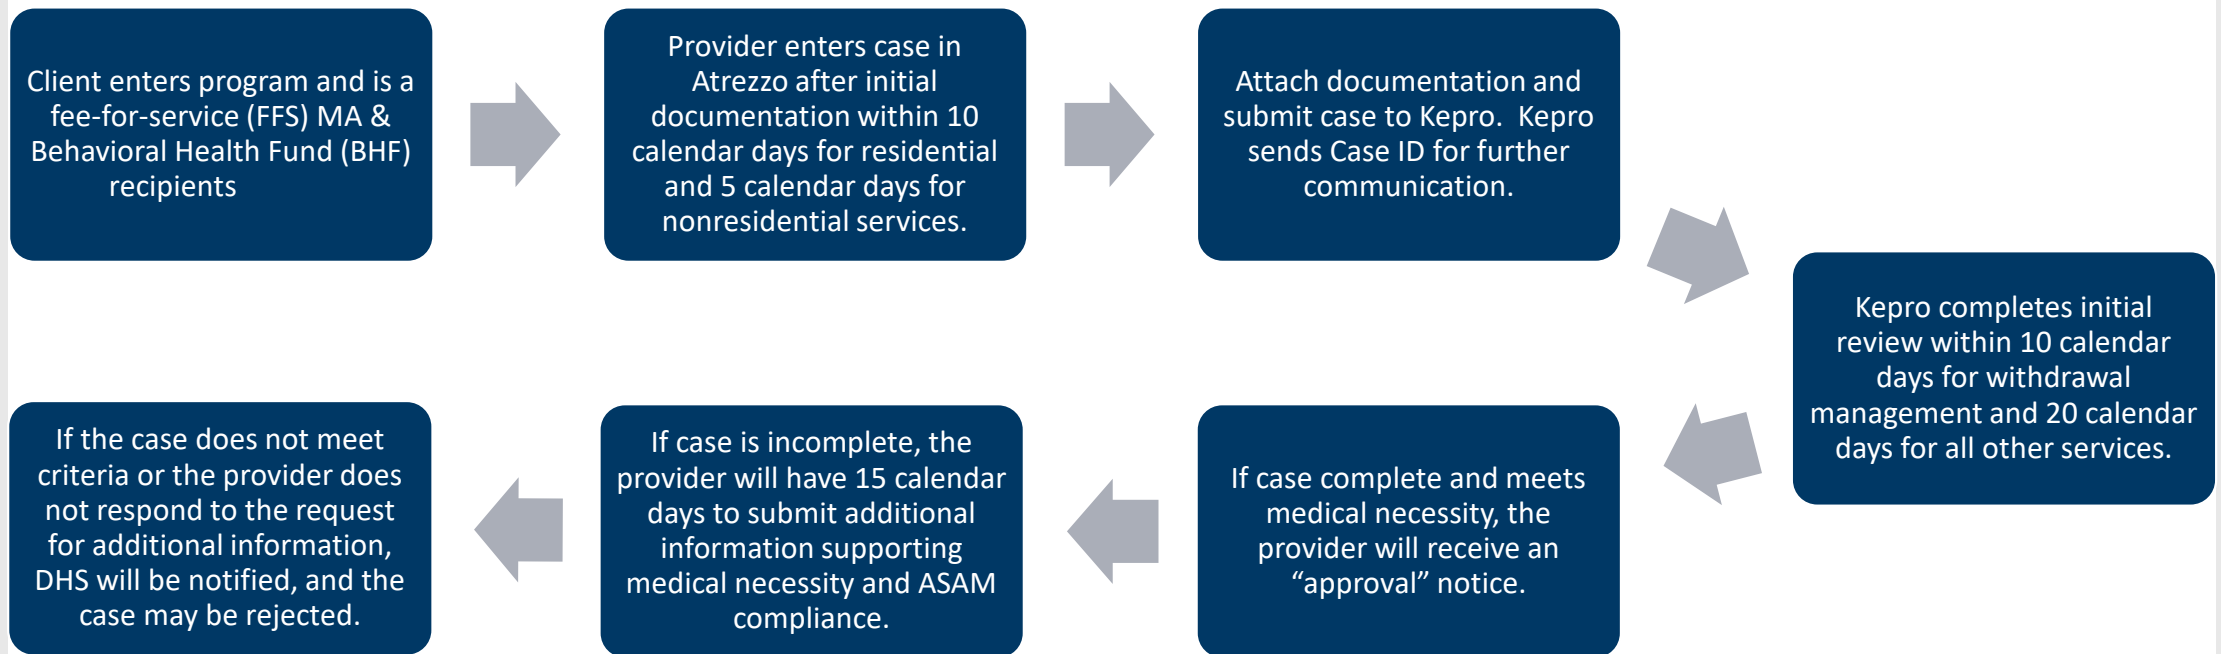 Client enters program and is a
fee-for-service (FFS) MA &
Behavioral Health Fund (BHF)
recipients
Provider enters case in
Atrezzo after initial
documentation within 10
calendar days for residential
and 5 calendar days for
nonresidential services.
Attach documentation and
submit case to Kepro.  Kepro
sends Case ID for further
communication.
Kepro completes initial
review within 10 calendar
days for withdrawal
management and 20 calendar
days for all other services.
If case complete and meets
medical necessity, the
provider will receive an
“approval” notice.
If case is incomplete, the
provider will have 15 calendar
days to submit additional
information supporting
medical necessity and ASAM
compliance.
If the case does not meet
criteria or the provider does
not respond to the request
for additional information,
DHS will be notified, and the
case may be rejected.